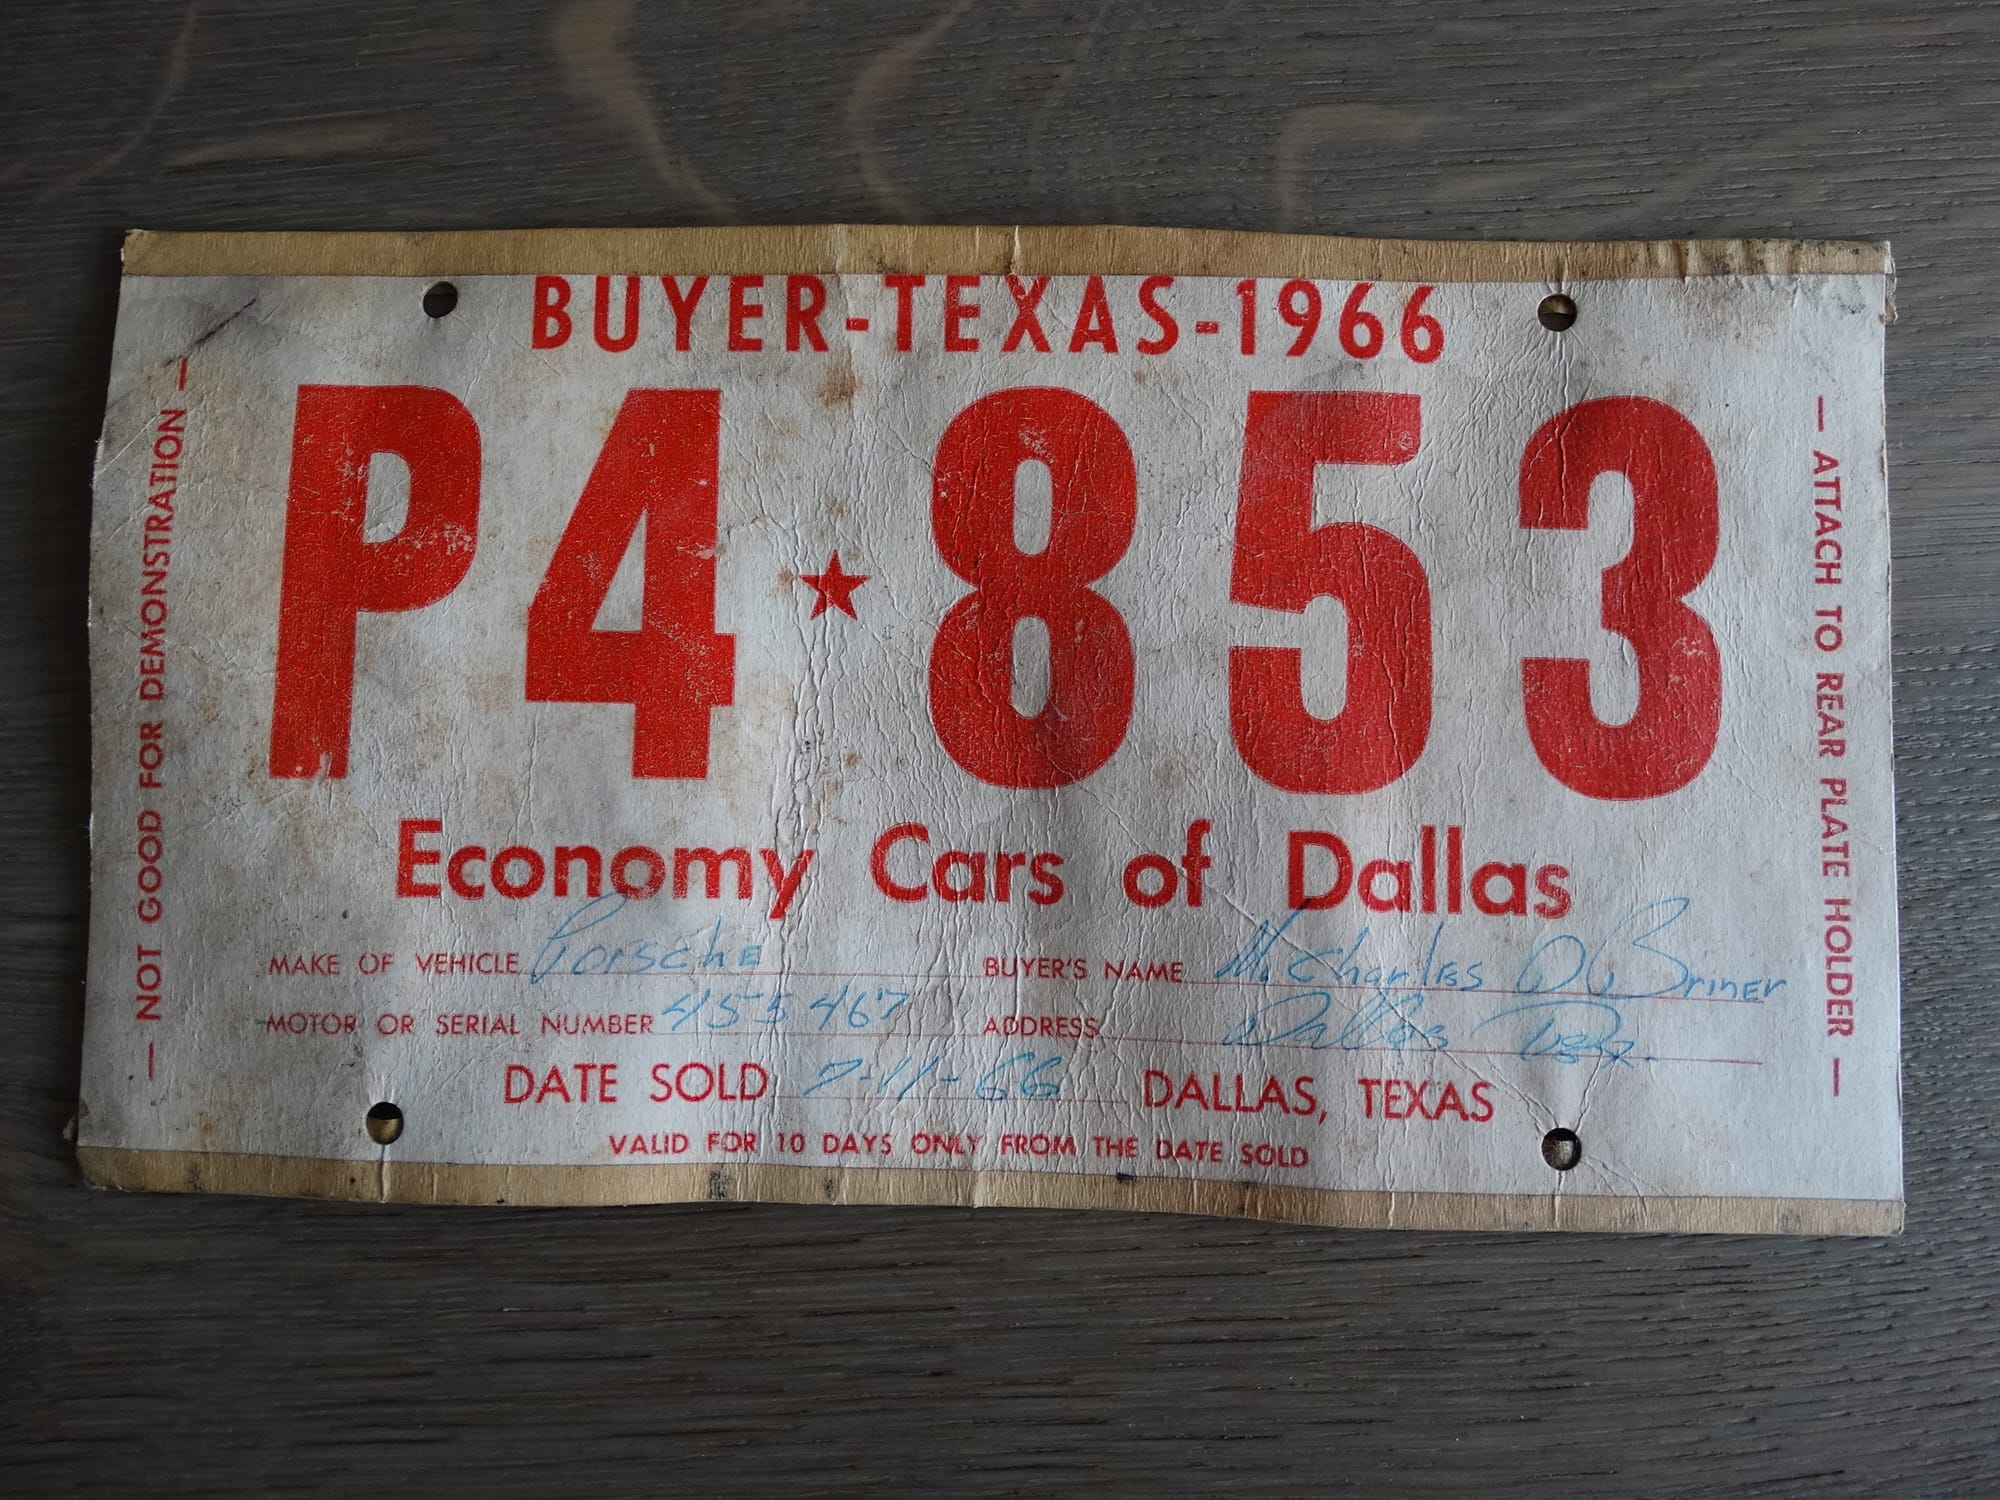 BUYER-TEXAS-1966
P4★853
Economy Cars of Dallas
MAKE OF VEHICLE Porsche
BUYER'S NAME M. Charles O Briner
MOTOR OR SERIAL NUMBER 455467
ADDRESS Dallas Tex.
DATE SOLD 7-11-66 DALLAS, TEXAS
VALID FOR 10 DAYS ONLY FROM THE DATE SOLD
— NOT GOOD FOR DEMONSTRATION —
— ATTACH TO REAR PLATE HOLDER —